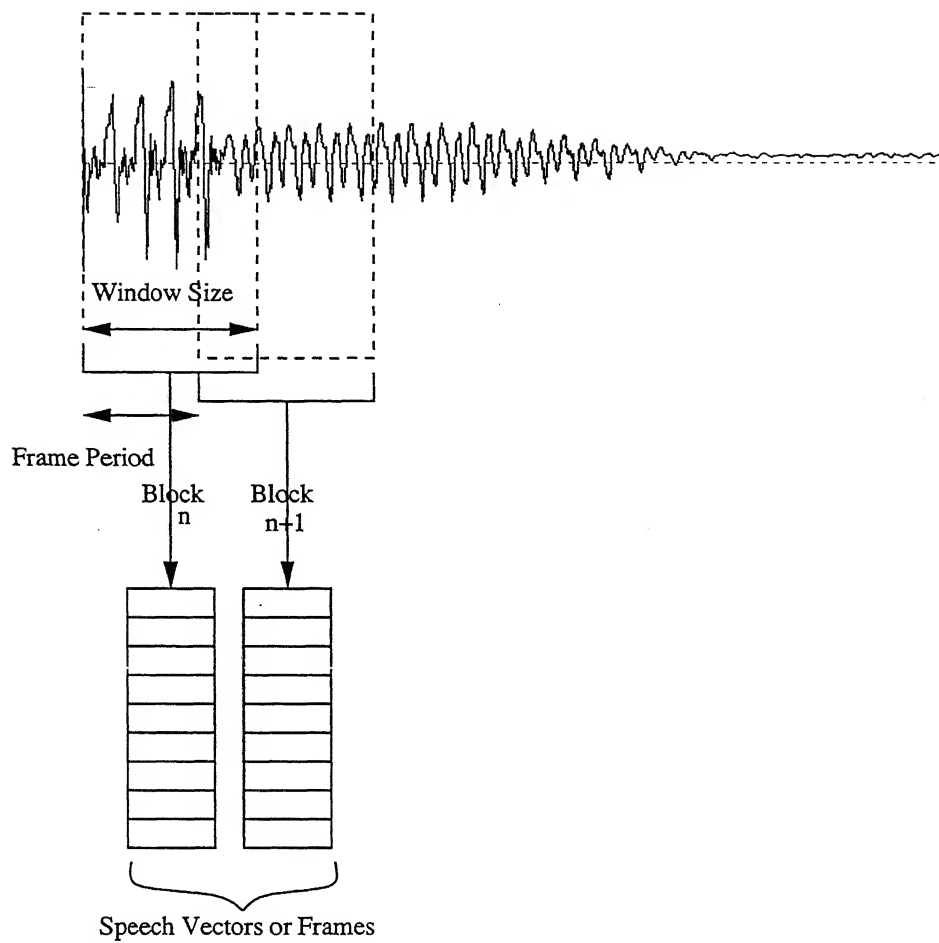 Window Size
Frame Period
Block
n
Block
n+1
Speech Vectors or Frames